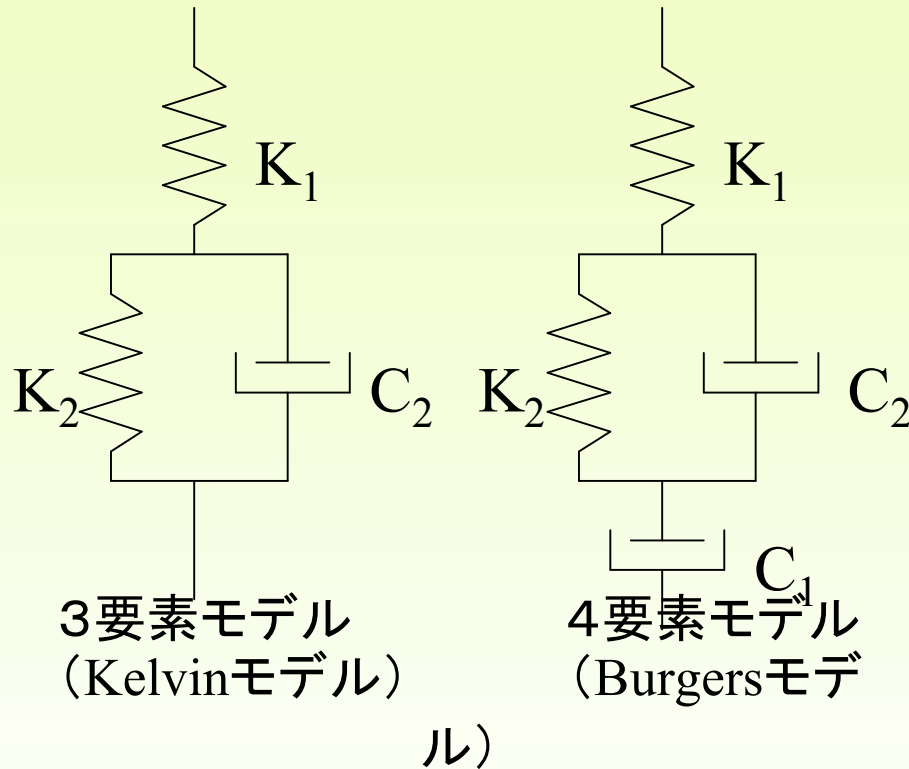 K₁
K₁
K₂
C₂
K₂
C₂
C₁
３要素モデル
（Kelvinモデル）
４要素モデル
（Burgersモデ
ル）